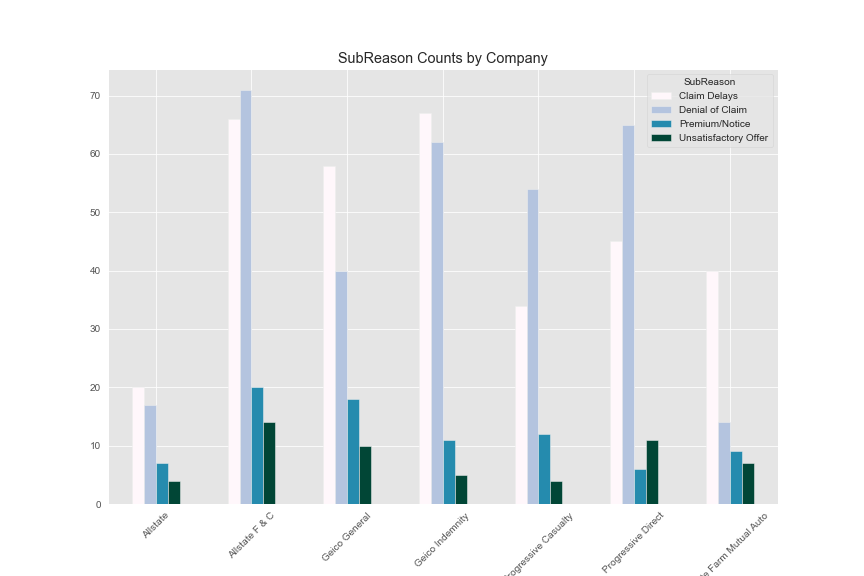 SubReason Counts by Company
SubReason
Claim Delays
Denial of Claim
Premium/Notice
Unsatisfactory Offer
70
60
50
40
30
20
10
0
Allstate
Allstate F & C
Geico General
Geico Indemnity
rogressive Casualty
Progressive Direct
Farm Mutual Auto